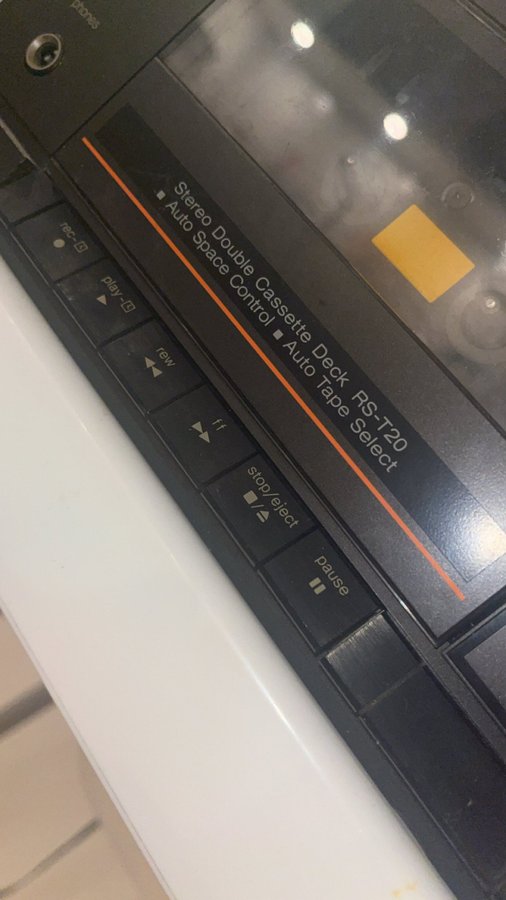 phones
Stereo Double Cassette Deck RS-T20
▪ Auto Space Control ▪ Auto Tape Select
rec-A
play-A
rew
ff
stop/eject
pause